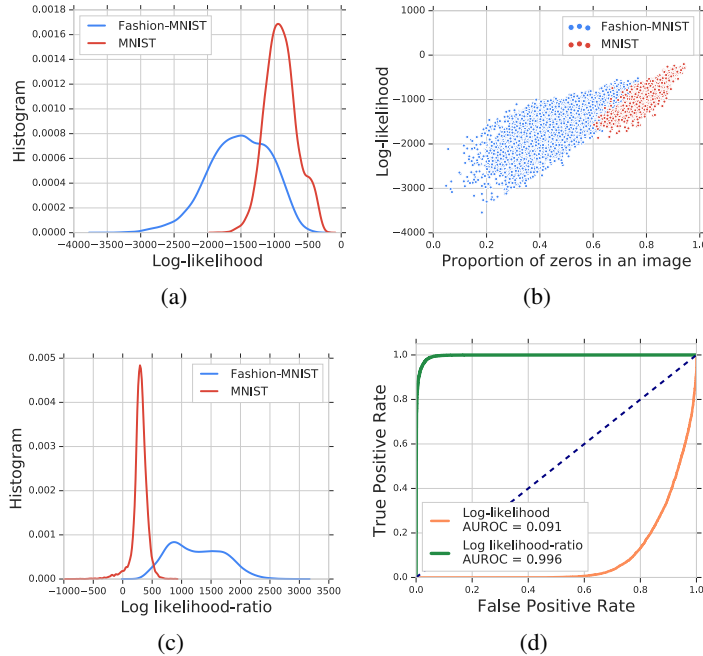 0.0018
0.0016
0.0014
0.0012
0.0010
0.0008
0.0006
0.0004
0.0002
0.0000
Histogram
Fashion-MNIST
MNIST
−4000 −3500 −3000 −2500 −2000 −1500 −1000 −500 0
Log-likelihood
(a)
1000
0
−1000
−2000
−3000
−4000
Log-likelihood
Fashion-MNIST
MNIST
0.0 0.2 0.4 0.6 0.8 1.0
Proportion of zeros in an image
(b)
0.005
0.004
0.003
0.002
0.001
0.000
Histogram
Fashion-MNIST
MNIST
−1000 −500 0 500 1000 1500 2000 2500 3000 3500
Log likelihood-ratio
(c)
1.0
0.8
0.6
0.4
0.2
0.0
True Positive Rate
Log-likelihood
AUROC = 0.091
Log likelihood-ratio
AUROC = 0.996
0.0 0.2 0.4 0.6 0.8 1.0
False Positive Rate
(d)